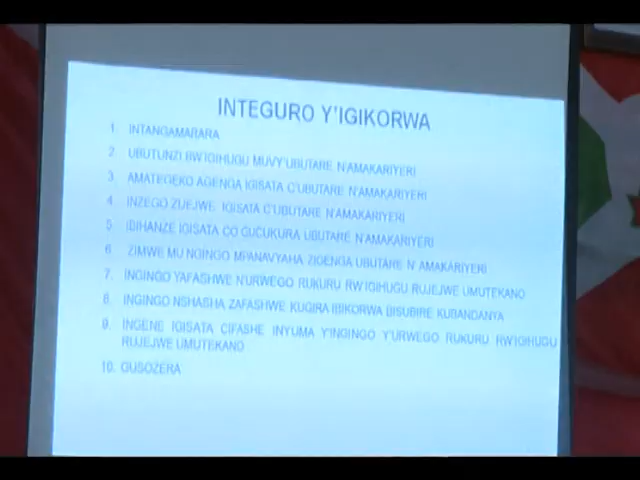 INTEGURO Y'IGIKORWA
1. INTANGAMARARA
2. UBUTUNZI BW'IGIHUGU MUVY'UBUTARE N'AMAKARIYERI
3. AMATEGEKO AGENGA IGISATA C'UBUTARE N'AMAKARIYERI
4. INZEGO ZIJEJWE IGISATA C'UBUTARE N'AMAKARIYERI
5. IBIHANZE IGISATA CO GUCUKURA UBUTARE N'AMAKARIYERI
6. ZIMWE MU NGINGO MPANAVYAHA ZIGENGA UBUTARE N' AMAKARIYERI
7. INGINGO YAFASHWE N'URWEGO RUKURU RW'IGIHUGU RUJEJWE UMUTEKANO
8. INGINGO NSHASHA ZAFASHWE KUGIRA IBIKORWA BISUBIRE KUBANDANYA
9. INGENE IGISATA CIFASHE INYUMA Y'INGINGO Y'URWEGO RUKURU RW'IGIHUGU
RUJEJWE UMUTEKANO
10. GUSOZERA